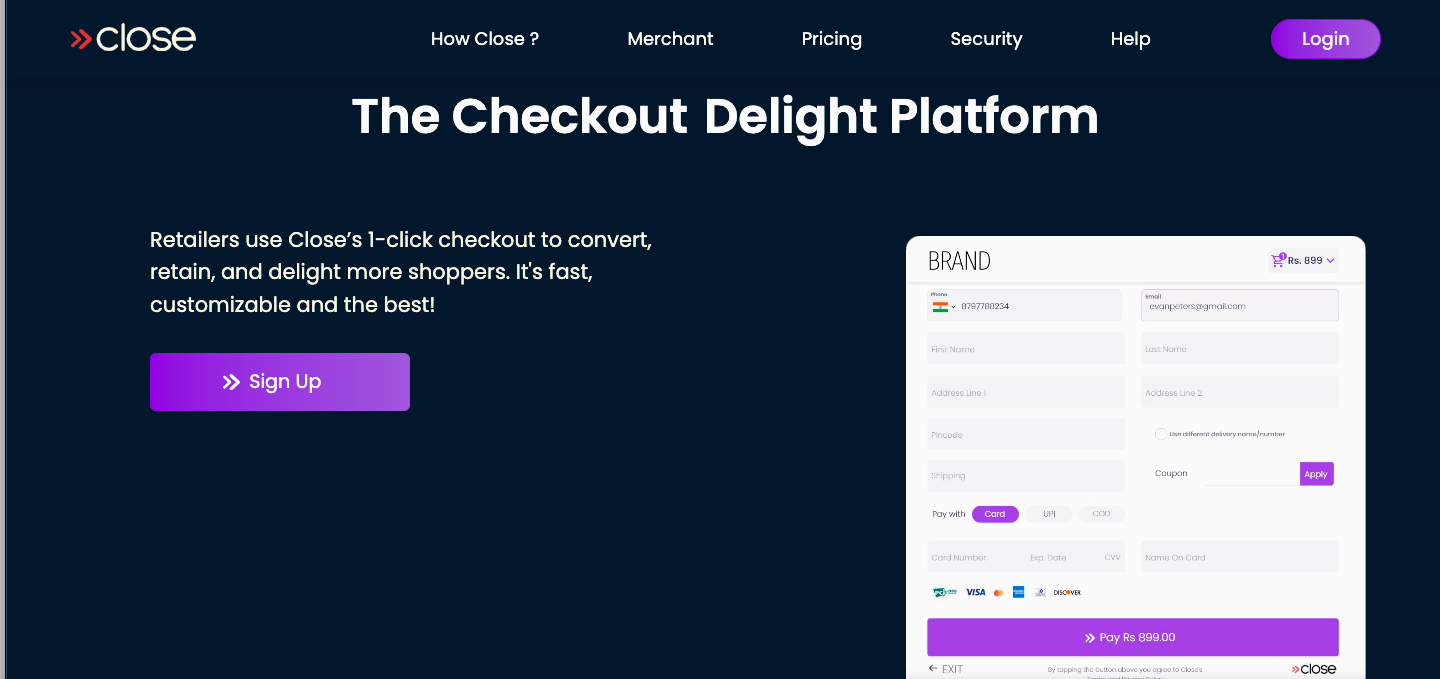 close
How Close ?
Merchant
Pricing
Security
Help
Login
The Checkout Delight Platform
Retailers use Close’s 1-click checkout to convert,
retain, and delight more shoppers. It's fast,
customizable and the best!
Sign Up
BRAND
1
Rs. 899
Phone
8797788234
Email
evanpeters@gmail.com
First Name
Last Name
Address Line 1
Address Line 2
Pincode
Use different delivery name/number
Shipping
Coupon
Apply
Pay with
Card
UPI
COD
Card Number
Exp. Date
CVV
Name On Card
VISA
DISCOVER
Pay Rs 899.00
EXIT
By tapping the button above you agree to Close's
close